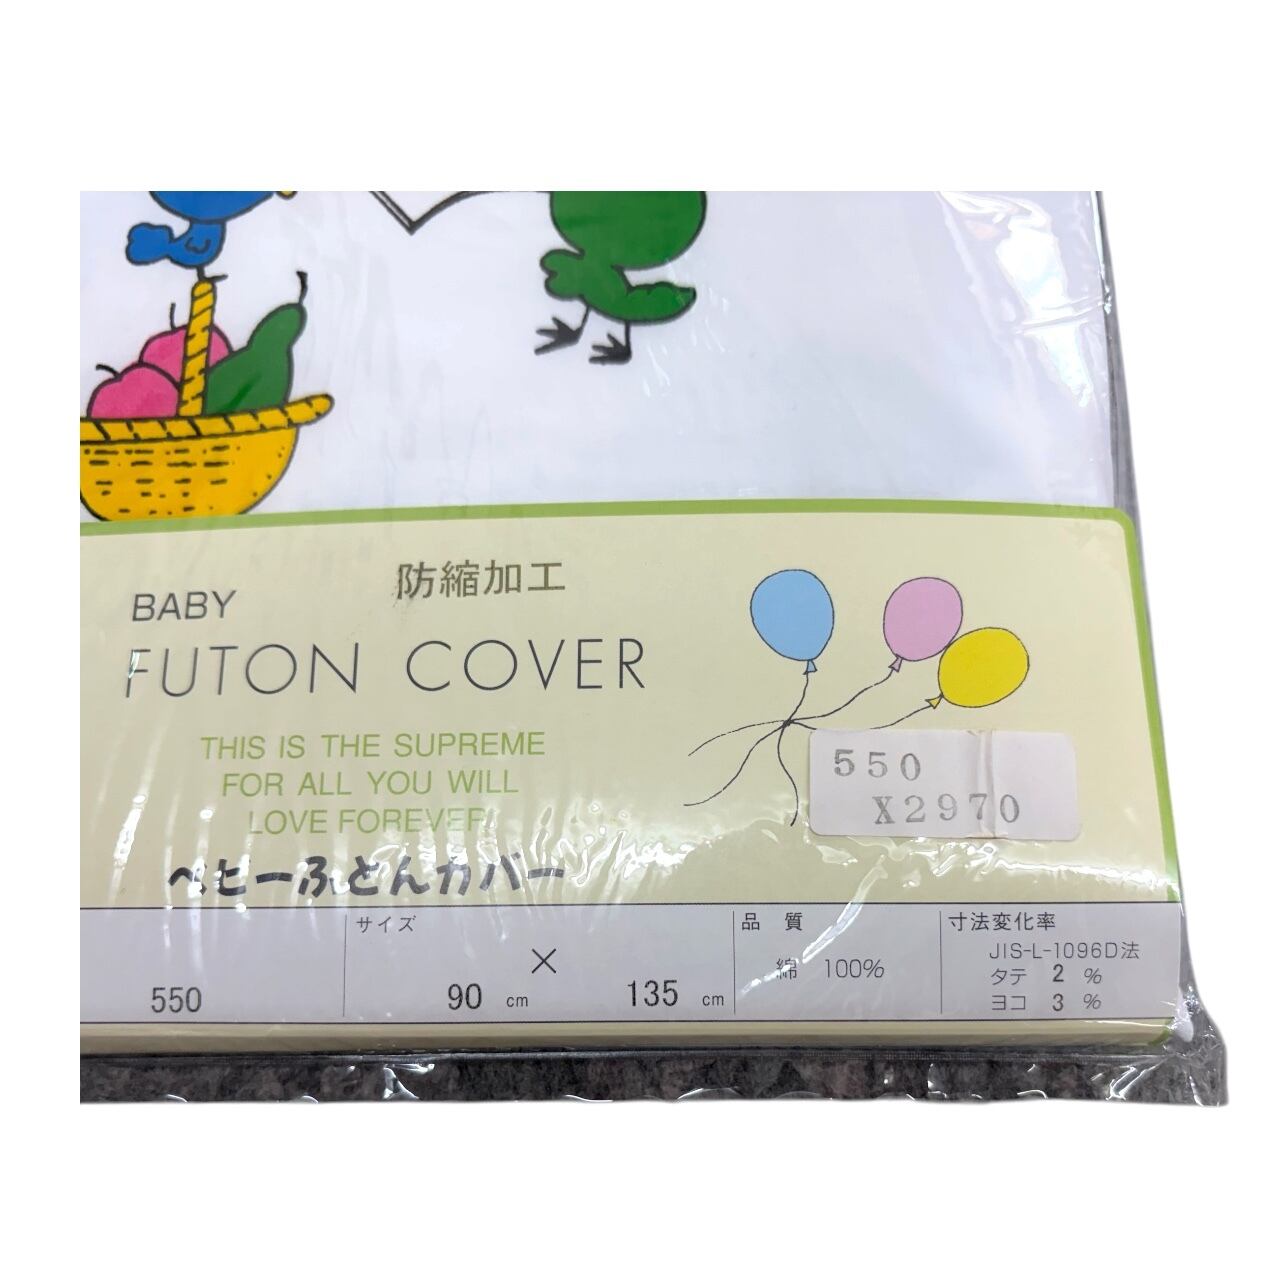 防縮加工
BABY
FUTON COVER
THIS IS THE SUPREME
FOR ALL YOU WILL
LOVE FOREVER
ベビーふとんカバー
550
X2970
サイズ
品 質
寸法変化率
JIS-L-1096D法
550
90 cm × 135 cm
綿 100%
タテ 2 %
ヨコ 3 %